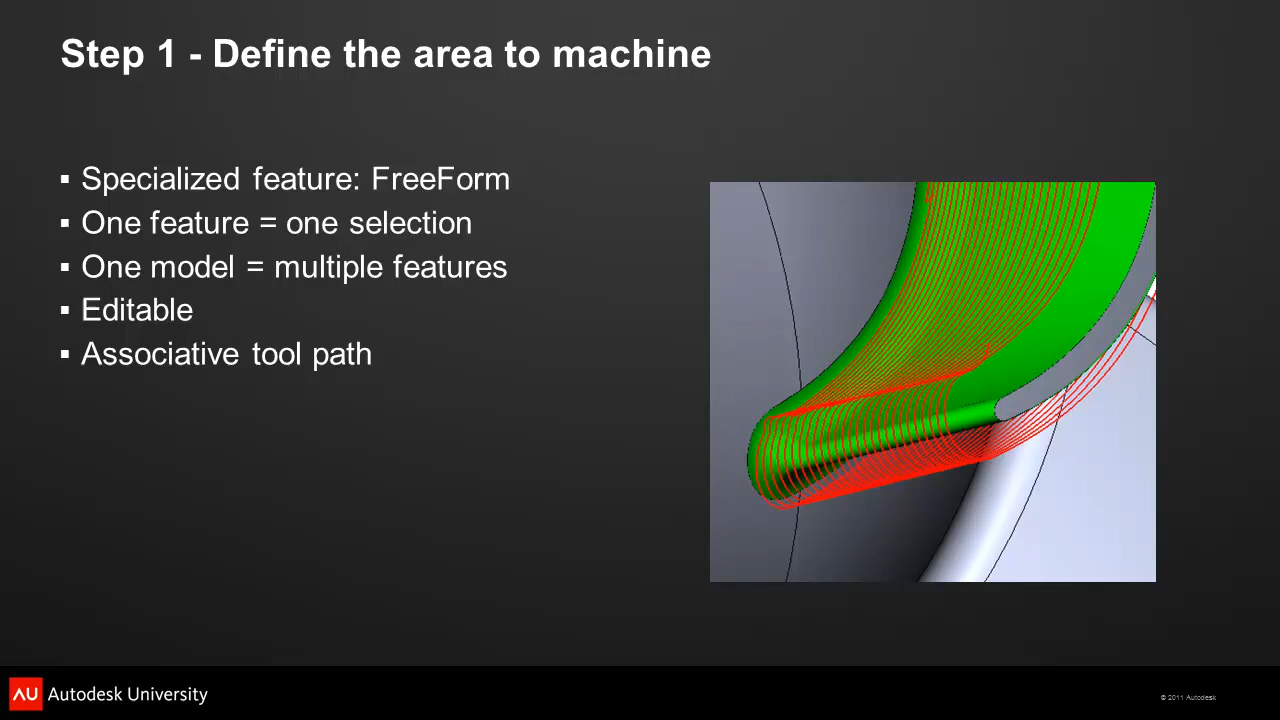 Step 1 - Define the area to machine
▪ Specialized feature: FreeForm
▪ One feature = one selection
▪ One model = multiple features
▪ Editable
▪ Associative tool path
AU Autodesk University
© 2011 Autodesk